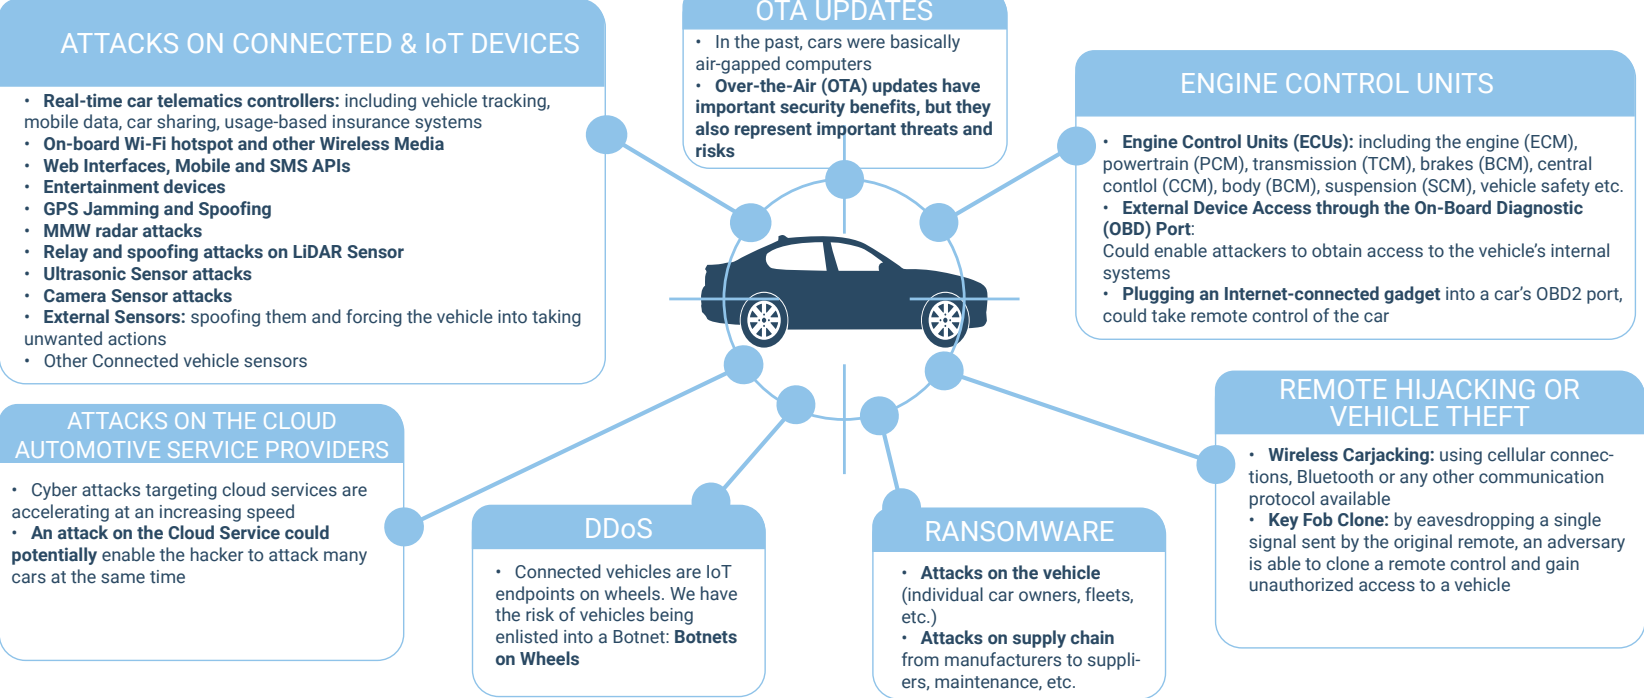 ATTACKS ON CONNECTED & IoT DEVICES
• Real-time car telematics controllers: including vehicle tracking,
mobile data, car sharing, usage-based insurance systems
• On-board Wi-Fi hotspot and other Wireless Media
• Web Interfaces, Mobile and SMS APIs
• Entertainment devices
• GPS Jamming and Spoofing
• MMW radar attacks
• Relay and spoofing attacks on LiDAR Sensor
• Ultrasonic Sensor attacks
• Camera Sensor attacks
• External Sensors: spoofing them and forcing the vehicle into taking
unwanted actions
• Other Connected vehicle sensors
OTA UPDATES
• In the past, cars were basically
air-gapped computers
• Over-the-Air (OTA) updates have
important security benefits, but they
also represent important threats and
risks
ENGINE CONTROL UNITS
• Engine Control Units (ECUs): including the engine (ECM),
powertrain (PCM), transmission (TCM), brakes (BCM), central
contlol (CCM), body (BCM), suspension (SCM), vehicle safety etc.
• External Device Access through the On-Board Diagnostic
(OBD) Port:
Could enable attackers to obtain access to the vehicle's internal
systems
• Plugging an Internet-connected gadget into a car's OBD2 port,
could take remote control of the car
ATTACKS ON THE CLOUD
AUTOMOTIVE SERVICE PROVIDERS
• Cyber attacks targeting cloud services are
accelerating at an increasing speed
• An attack on the Cloud Service could
potentially enable the hacker to attack many
cars at the same time
DDoS
• Connected vehicles are IoT
endpoints on wheels. We have
the risk of vehicles being
enlisted into a Botnet: Botnets
on Wheels
RANSOMWARE
• Attacks on the vehicle
(individual car owners, fleets,
etc.)
• Attacks on supply chain
from manufacturers to suppli-
ers, maintenance, etc.
REMOTE HIJACKING OR
VEHICLE THEFT
• Wireless Carjacking: using cellular connec-
tions, Bluetooth or any other communication
protocol available
• Key Fob Clone: by eavesdropping a single
signal sent by the original remote, an adversary
is able to clone a remote control and gain
unauthorized access to a vehicle